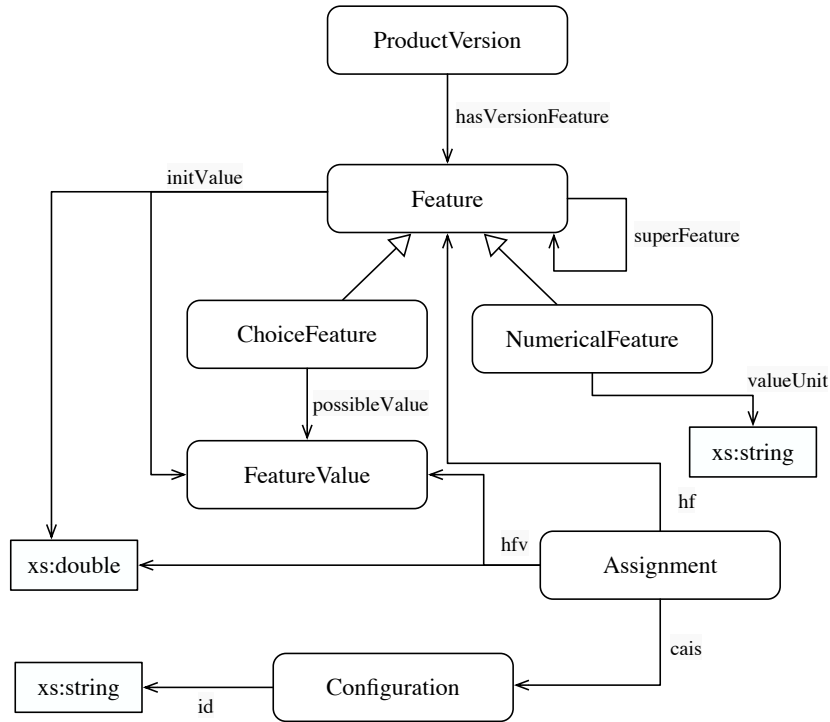 ProductVersion
hasVersionFeature
initValue
Feature
superFeature
ChoiceFeature
NumericalFeature
valueUnit
possibleValue
xs:string
FeatureValue
hf
hfv
xs:double
Assignment
cais
xs:string
id
Configuration